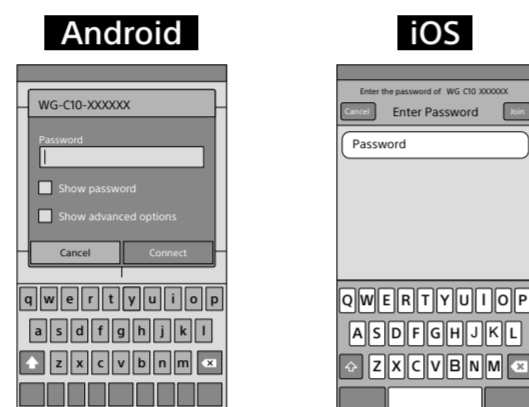 Android
WG-C10-XXXXXX
Password
Show password
Show advanced options
Cancel
Connect
q w e r t y u i o p
a s d f g h j k l
z x c v b n m
iOS
Enter the password of WG C10 XXXXXX
Cancel
Enter Password
Join
Password
Q W E R T Y U I O P
A S D F G H J K L
Z X C V B N M